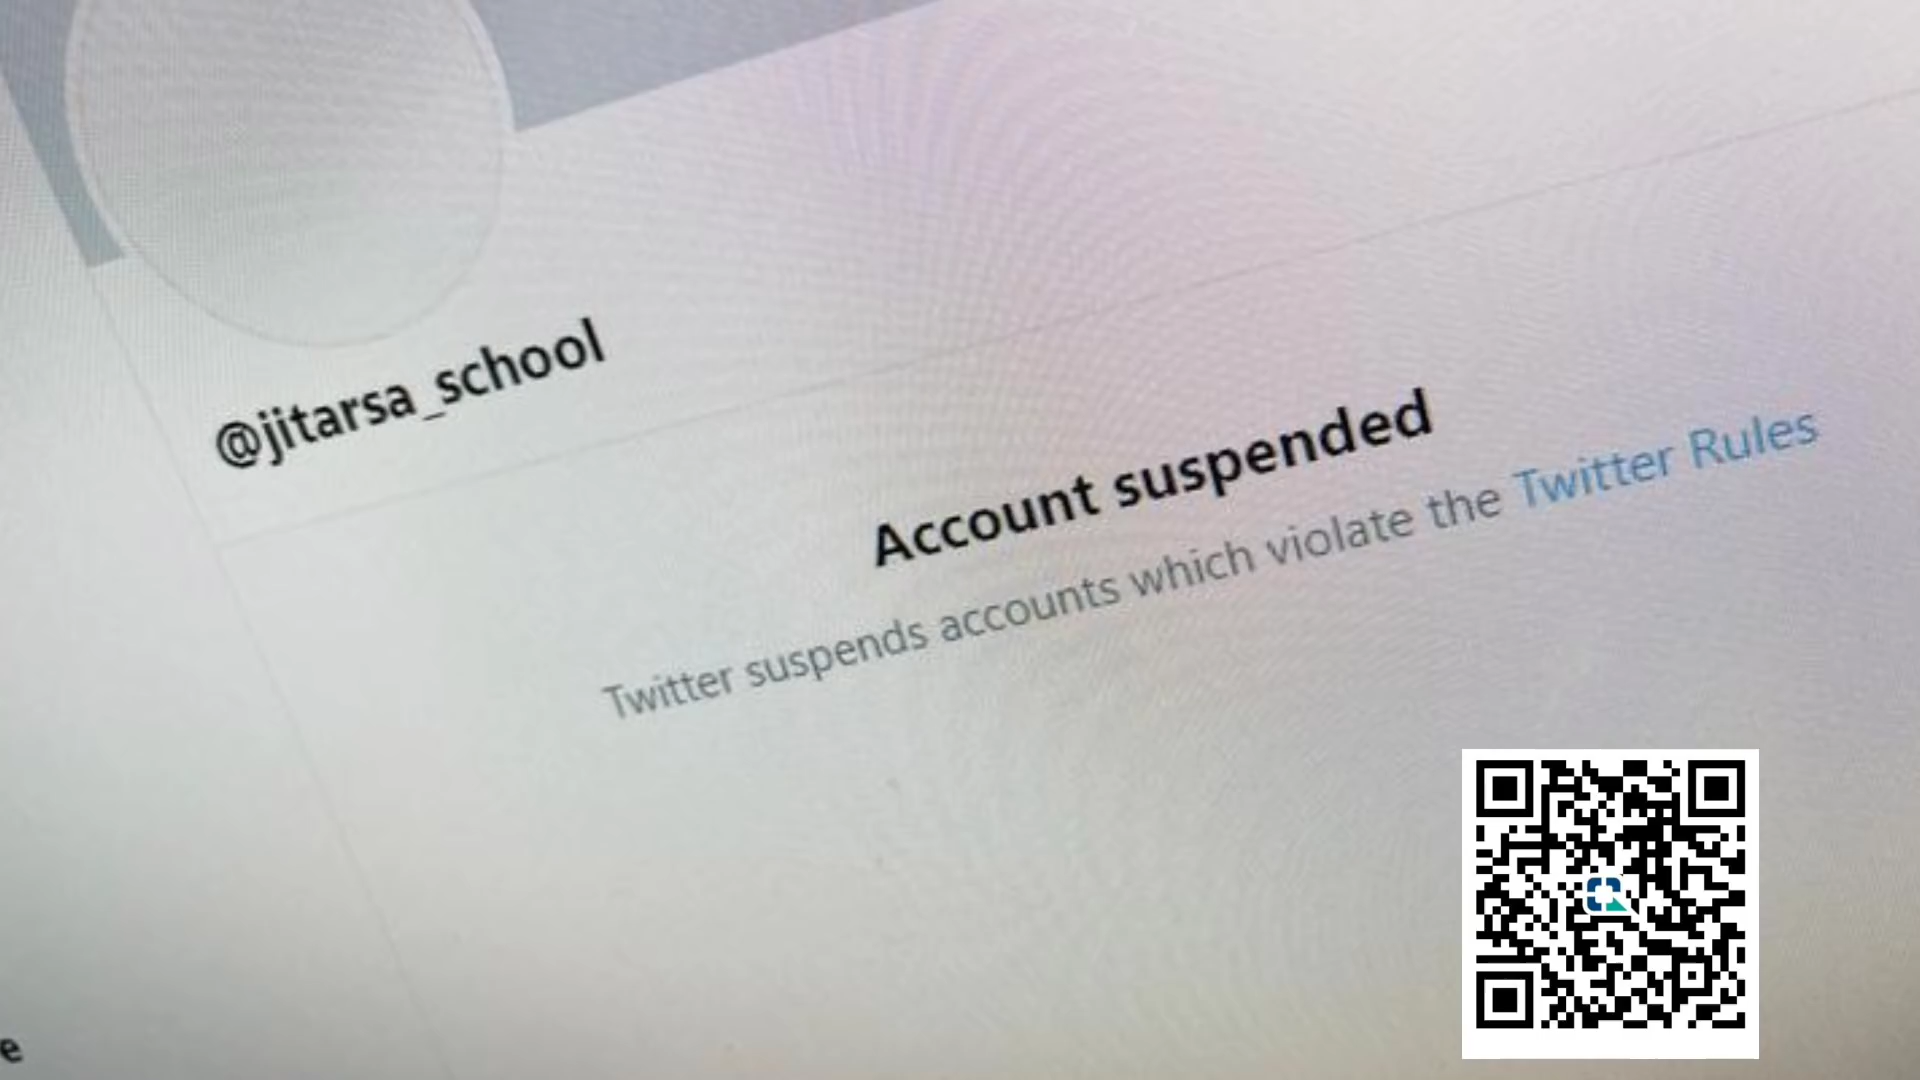 @jitarsa_school
Account suspended
Twitter suspends accounts which violate the Twitter Rules
e